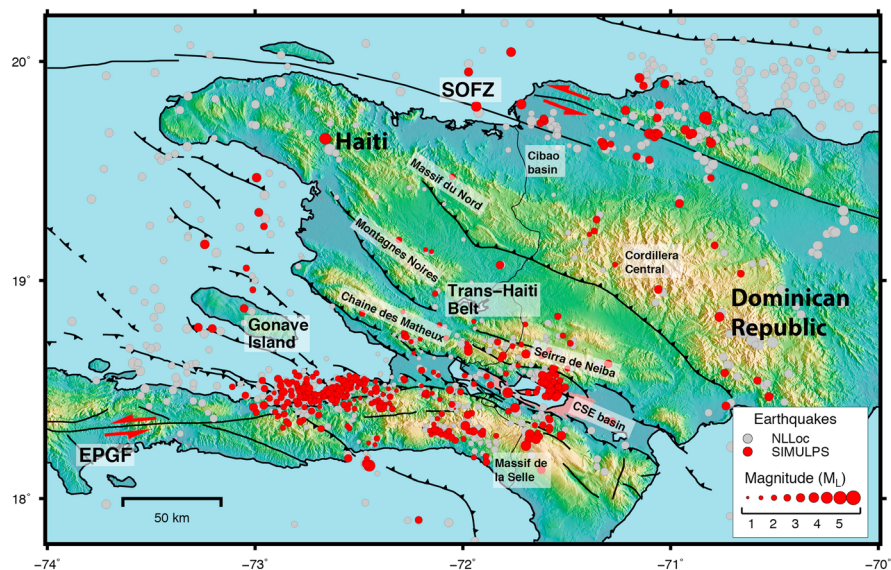 20°
19°
18°
SOFZ
Haiti
Cibao
basin
Massif du Nord
Montagnes Noires
Cordillera
Central
Trans–Haiti
Belt
Dominican
Republic
Chaine des Matheux
Gonave
Island
Seirra de Neiba
CSE basin
EPGF
Massif de
la Selle
50 km
Earthquakes
NLLoc
SIMULPS
Magnitude (ML)
1 2 3 4 5
−74° −73° −72° −71° −70°